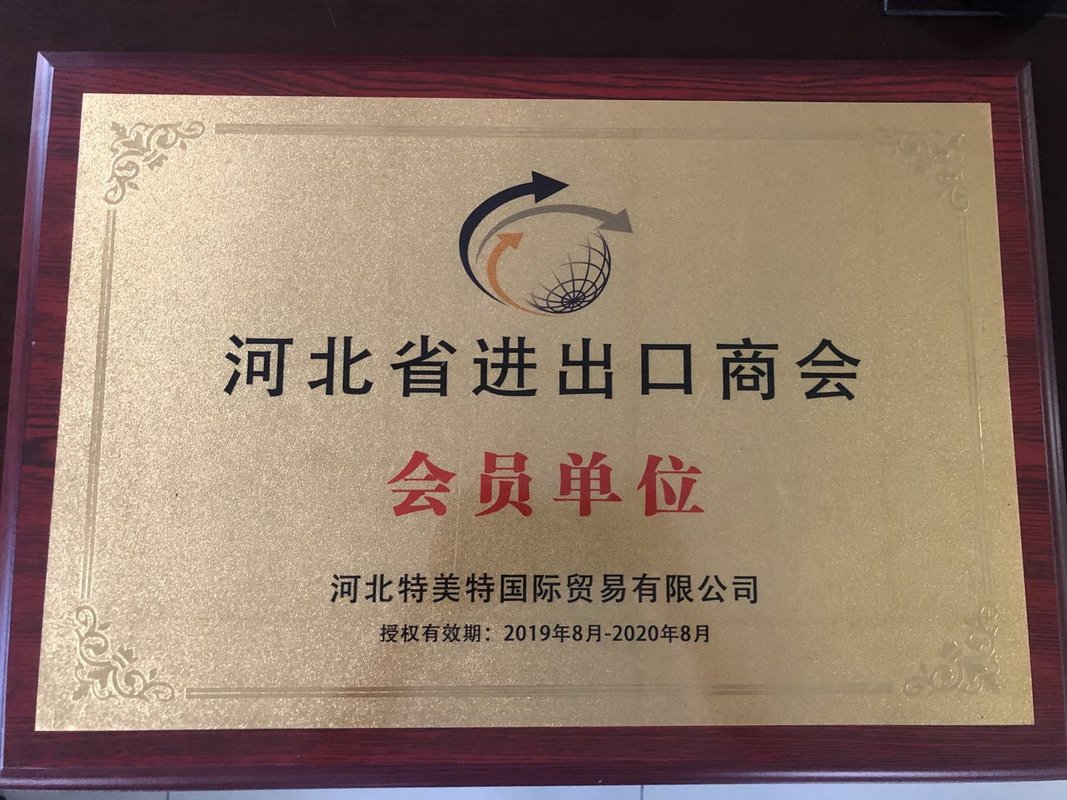 河北省进出口商会
会员单位
河北特美特国际贸易有限公司
授权有效期：2019年8月-2020年8月